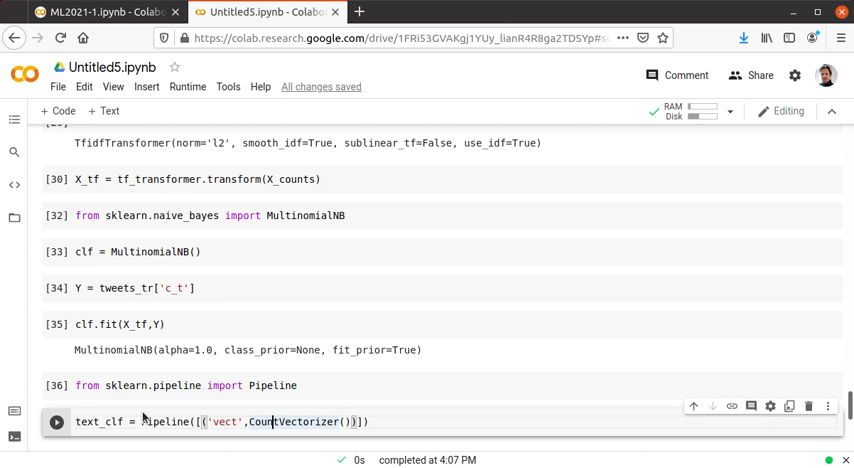 ML2021-1.ipynb - Colabo
Untitled5.ipynb - Colabo
https://colab.research.google.com/drive/1FRi53GVAKgj1YUy_lianR4R8ga2TDSYp#sc
Untitled5.ipynb
File Edit View Insert Runtime Tools Help All changes saved
Comment
Share
+ Code + Text
RAM
Disk
Editing
TfidfTransformer(norm='l2', smooth_idf=True, sublinear_tf=False, use_idf=True)
[30] X_tf = tf_transformer.transform(X_counts)
[32] from sklearn.naive_bayes import MultinomialNB
[33] clf = MultinomialNB()
[34] Y = tweets_tr['c_t']
[35] clf.fit(X_tf,Y)
MultinomialNB(alpha=1.0, class_prior=None, fit_prior=True)
[36] from sklearn.pipeline import Pipeline
text_clf = Pipeline([('vect',CountVectorizer())])
0s completed at 4:07 PM